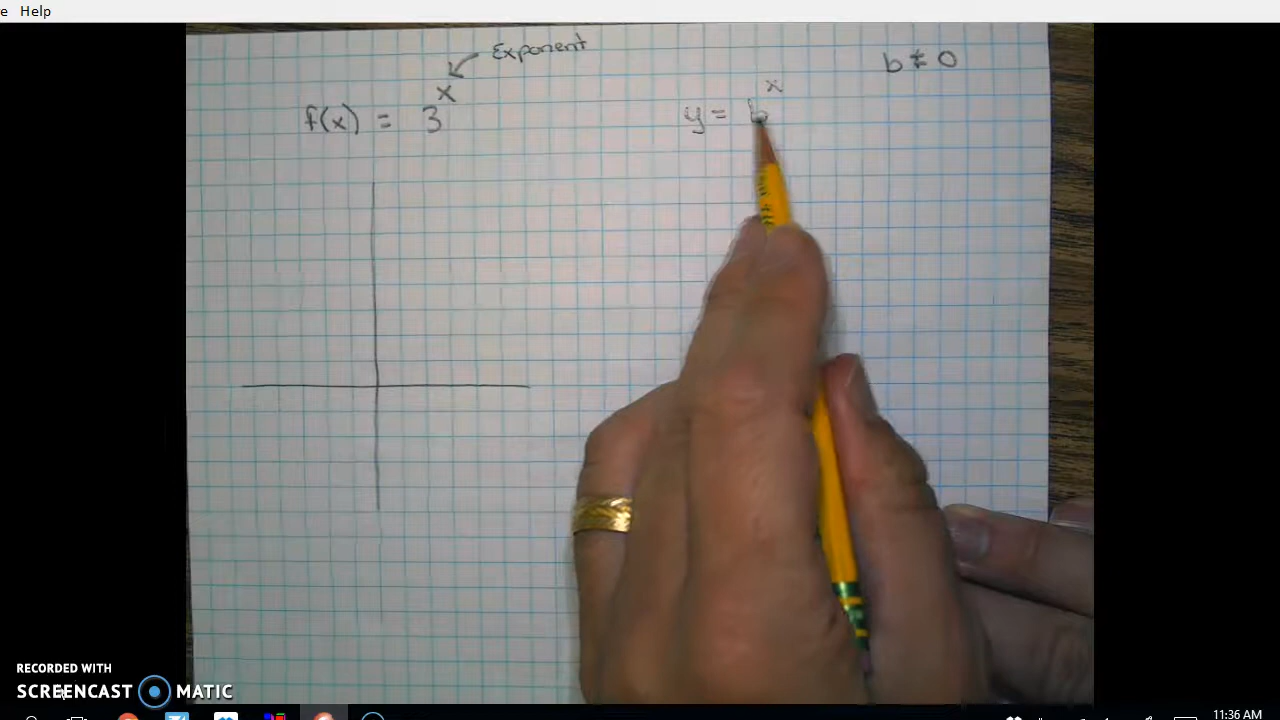 Help
Exponent
f(x) = 3^x
y = b^x
b ≠ 0
RECORDED WITH
SCREENCAST MATIC
11:36 AM